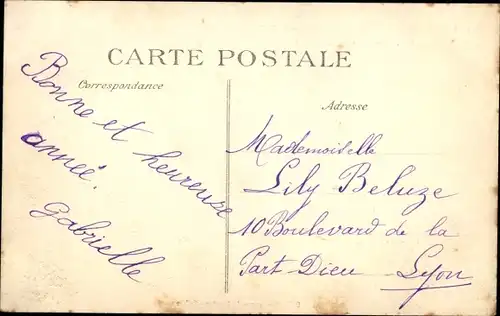 CARTE POSTALE
Correspondance
Adresse
Bonne et heureuse
année.
Gabrielle
Mademoiselle
Lily Beluze
10 Boulevard de la
Part Dieu Lyon